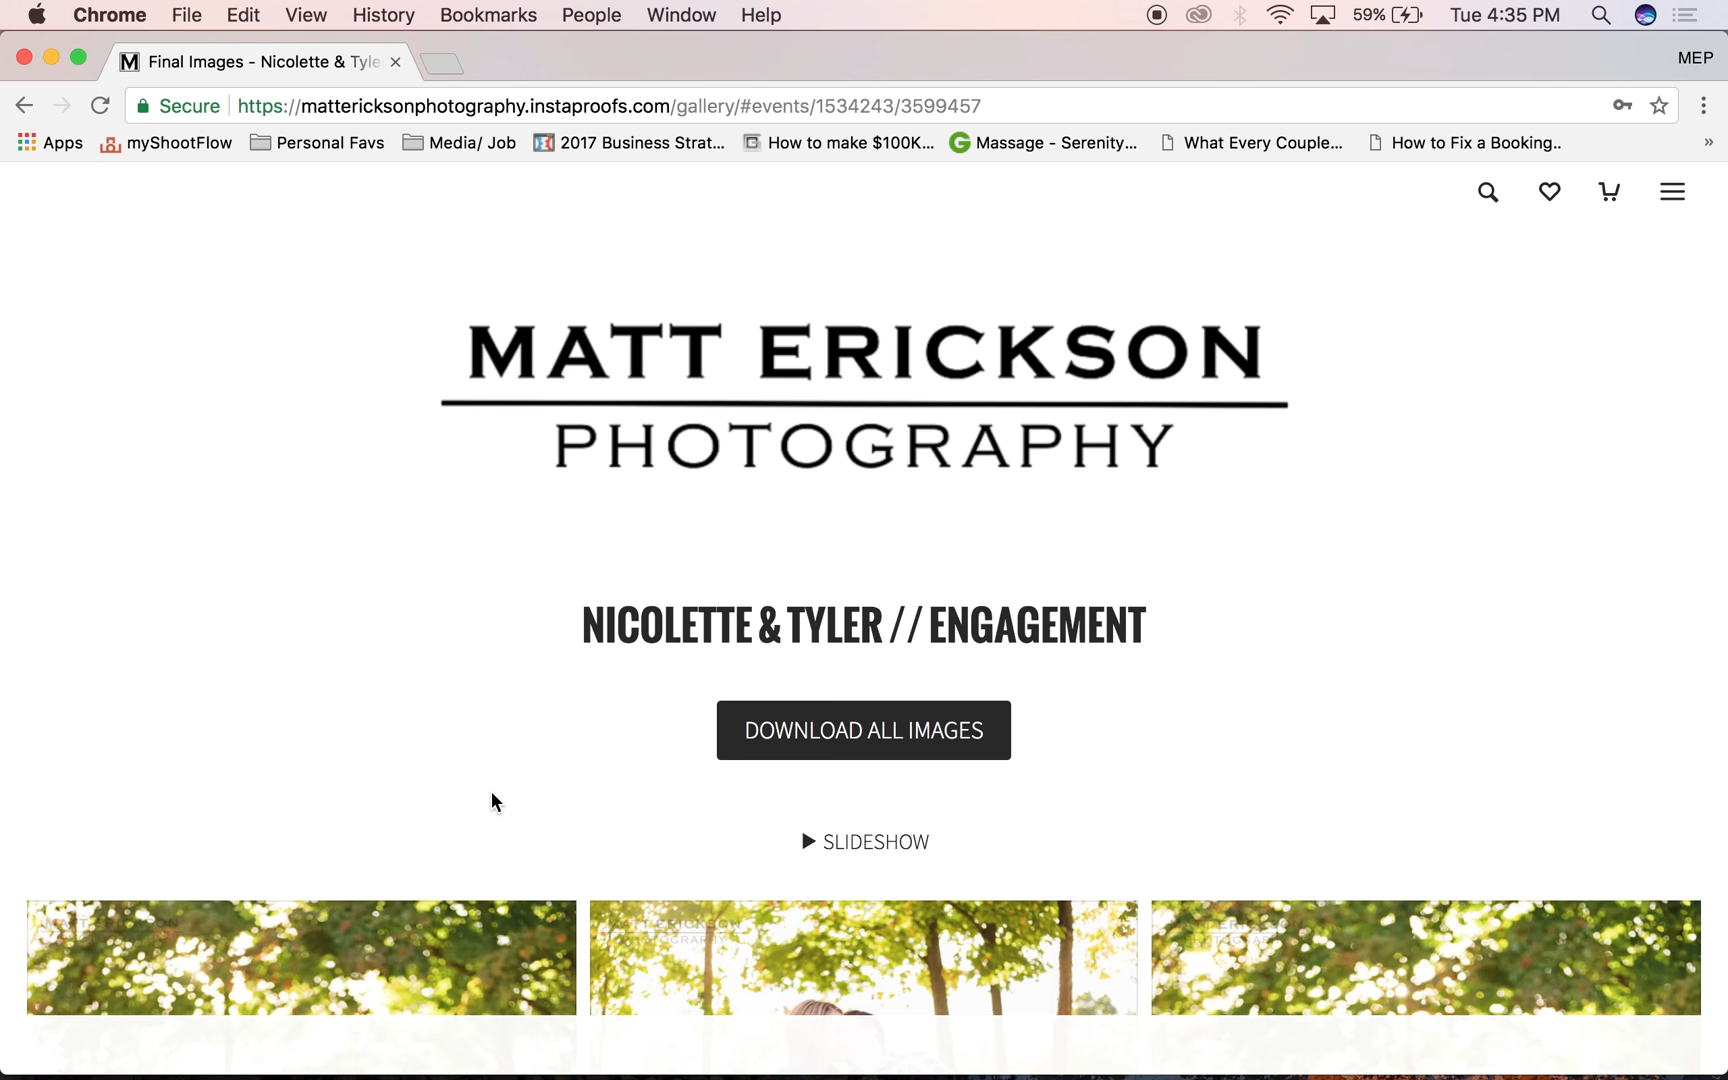 Chrome File Edit View History Bookmarks People Window Help 59% Tue 4:35 PM
Final Images - Nicolette & Tyle MEP
Secure https://mattericksonphotography.instaproofs.com/gallery/#events/1534243/3599457
Apps myShootFlow Personal Favs Media/ Job 2017 Business Strat... How to make $100K... Massage - Serenity... What Every Couple... How to Fix a Booking.. »
MATT ERICKSON
PHOTOGRAPHY
NICOLETTE & TYLER // ENGAGEMENT
DOWNLOAD ALL IMAGES
SLIDESHOW
MATT ERICKSON
PHOTOGRAPHY